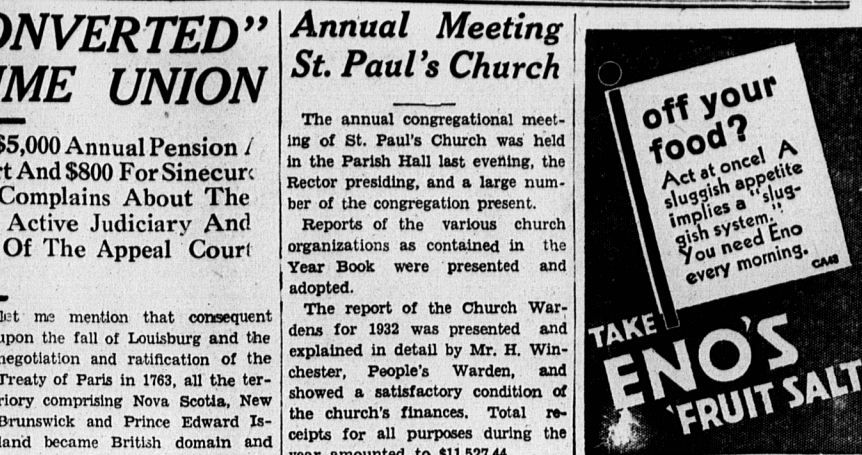 ONVERTED"
ME UNION
$5,000 Annual Pension
And $800 For
Complains About The
Active Judiciary And
Of The Appeal Court
let me mention that consequent
upon the fall of Louisburg and the
negotiation and ratification of the
Treaty of Paris in 1763, all the ter-
ritory comprising Nova Scotia, New
Brunswick and Prince Edward Is-
land became British domain and
Annual Meeting
St. Paul's Church
The annual congregational meet-
ing of St. Paul's Church was held
in the Parish Hall last evening, the
Rector presiding, and a large num-
ber of the congregation present.
Reports of the various church
organizations as contained in the
Year Book were presented and
adopted.
The report of the Church War-
dens for 1932 was presented and
explained in detail by Mr. H. Win-
chester, People's Warden, and
showed a satisfactory condition of
the church's finances. Total re-
ceipts for all purposes during the
year amounted to $11,527.44
off your
food?
Act at once! A
sluggish appetite
implies a "slug-
gish system."
You need Eno
every morning.
CA48
TAKE
ENO'S
'FRUIT SALT